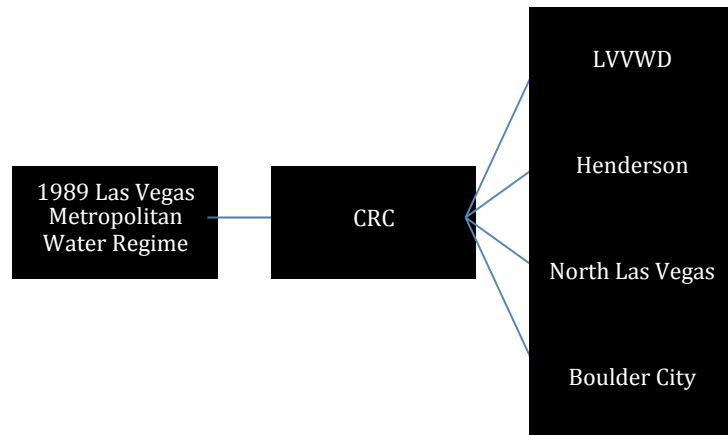 1989 Las Vegas
Metropolitan
Water Regime
CRC
LVVWD
Henderson
North Las Vegas
Boulder City